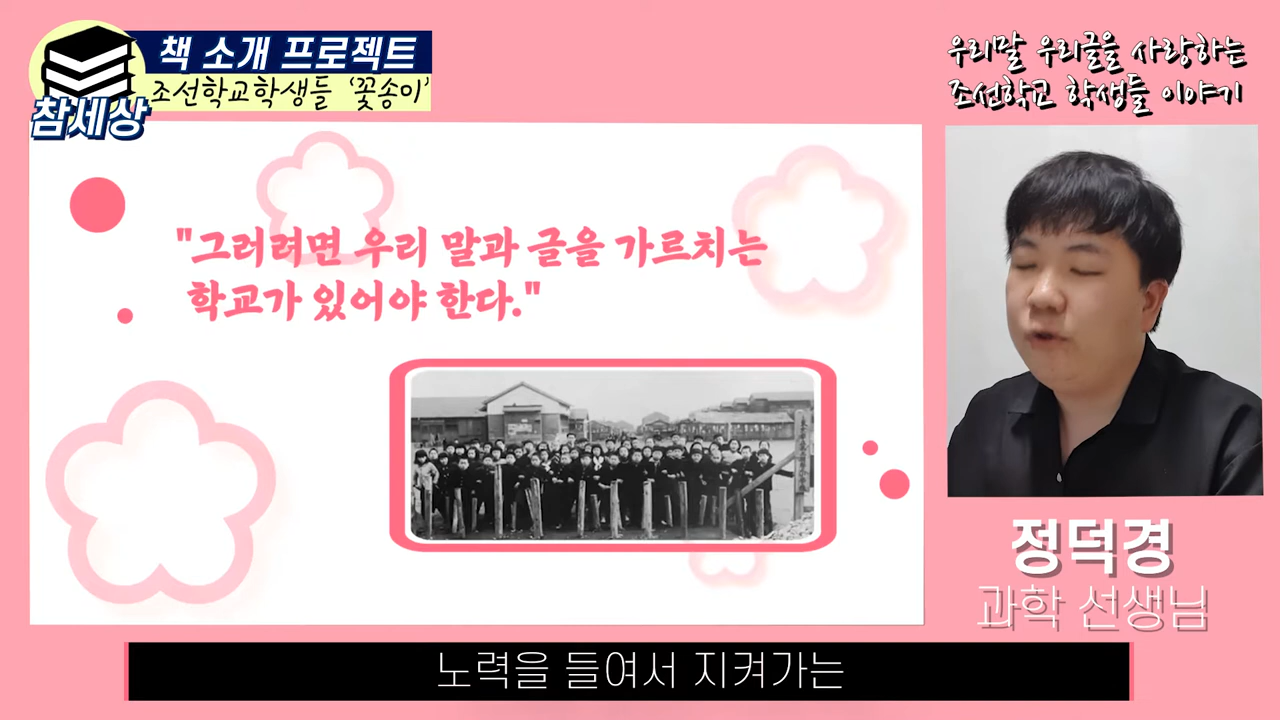 책 소개 프로젝트
조선학교학생들 '꽃송이'
참세상
우리말 우리글을 사랑하는
조선학교 학생들 이야기
"그러려면 우리 말과 글을 가르치는
학교가 있어야 한다."
정덕경
과학 선생님
노력을 들여서 지켜가는